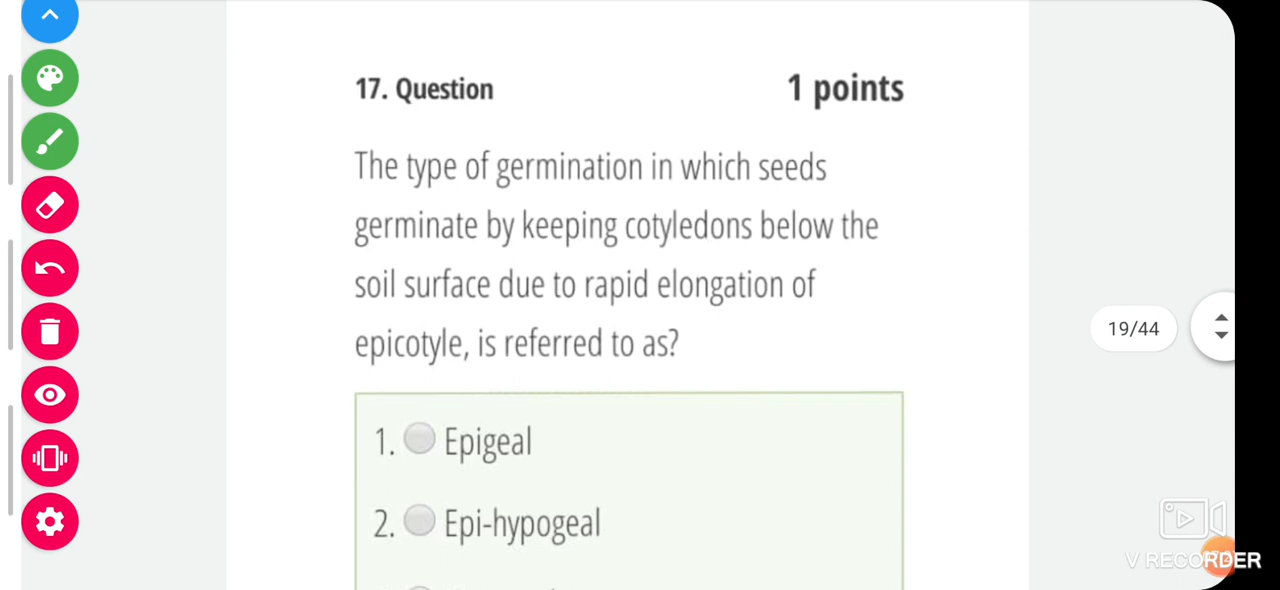 17. Question
1 points
The type of germination in which seeds
germinate by keeping cotyledons below the
soil surface due to rapid elongation of
epicotyle, is referred to as?
1. Epigeal
2. Epi-hypogeal
19/44
V RECORDER